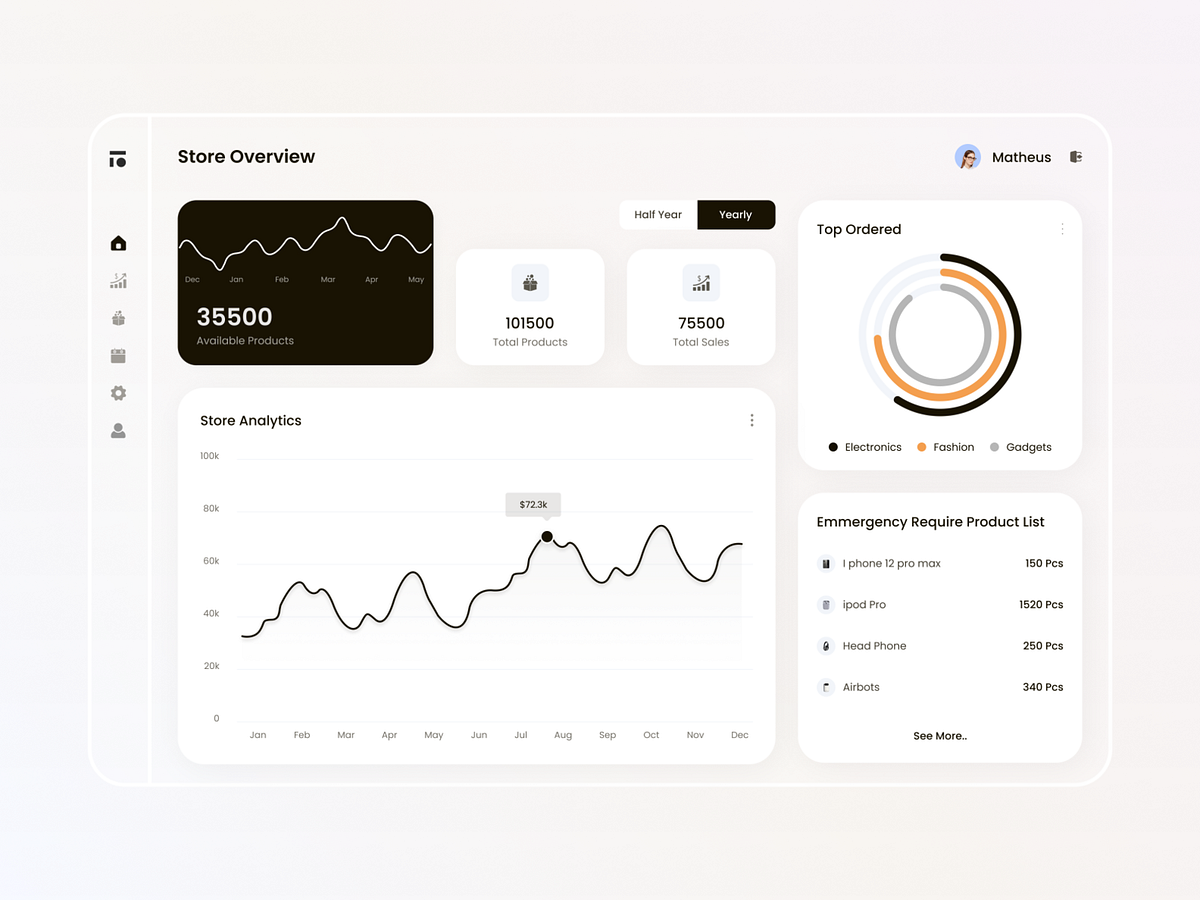 Store Overview
Matheus
Dec Jan Feb Mar Apr May
35500
Available Products
Half Year Yearly
101500
Total Products
75500
Total Sales
Top Ordered
Electronics Fashion Gadgets
Store Analytics
100k
80k
60k
40k
20k
0
$72.3k
Jan Feb Mar Apr May Jun Jul Aug Sep Oct Nov Dec
Emmergency Require Product List
I phone 12 pro max 150 Pcs
ipod Pro 1520 Pcs
Head Phone 250 Pcs
Airbots 340 Pcs
See More..